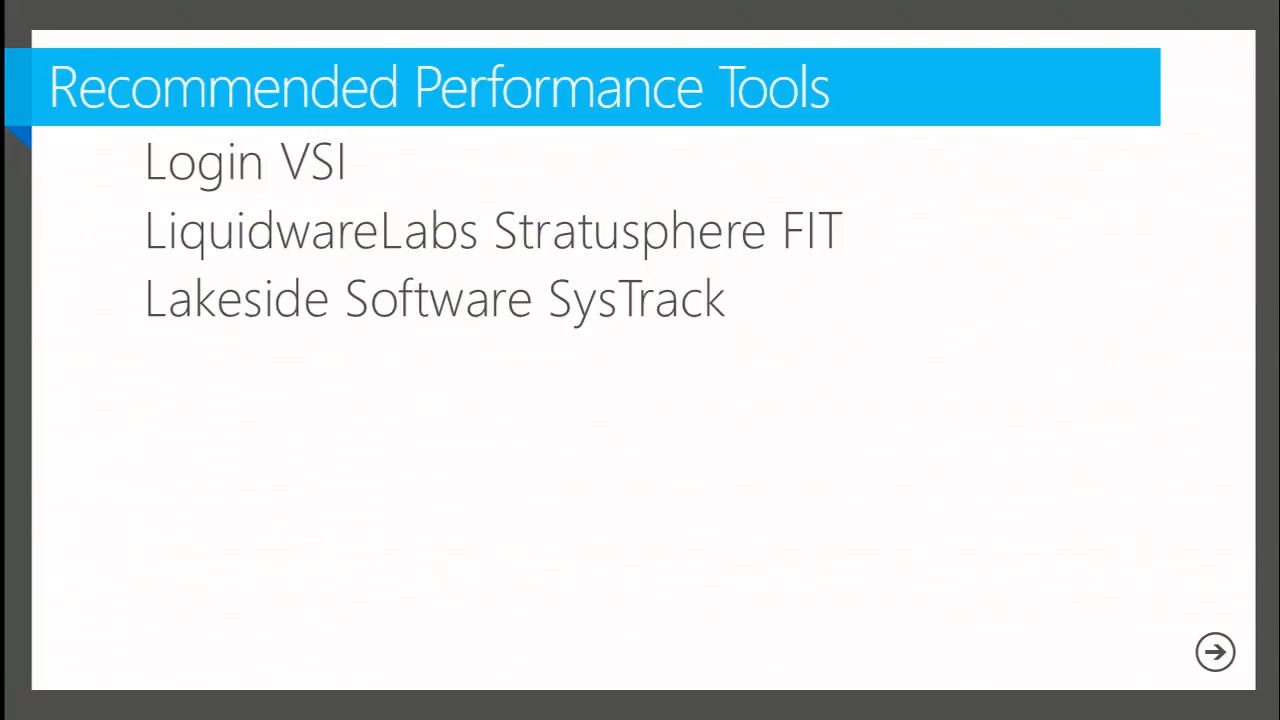 Recommended Performance Tools
Login VSI
LiquidwareLabs Stratusphere FIT
Lakeside Software SysTrack